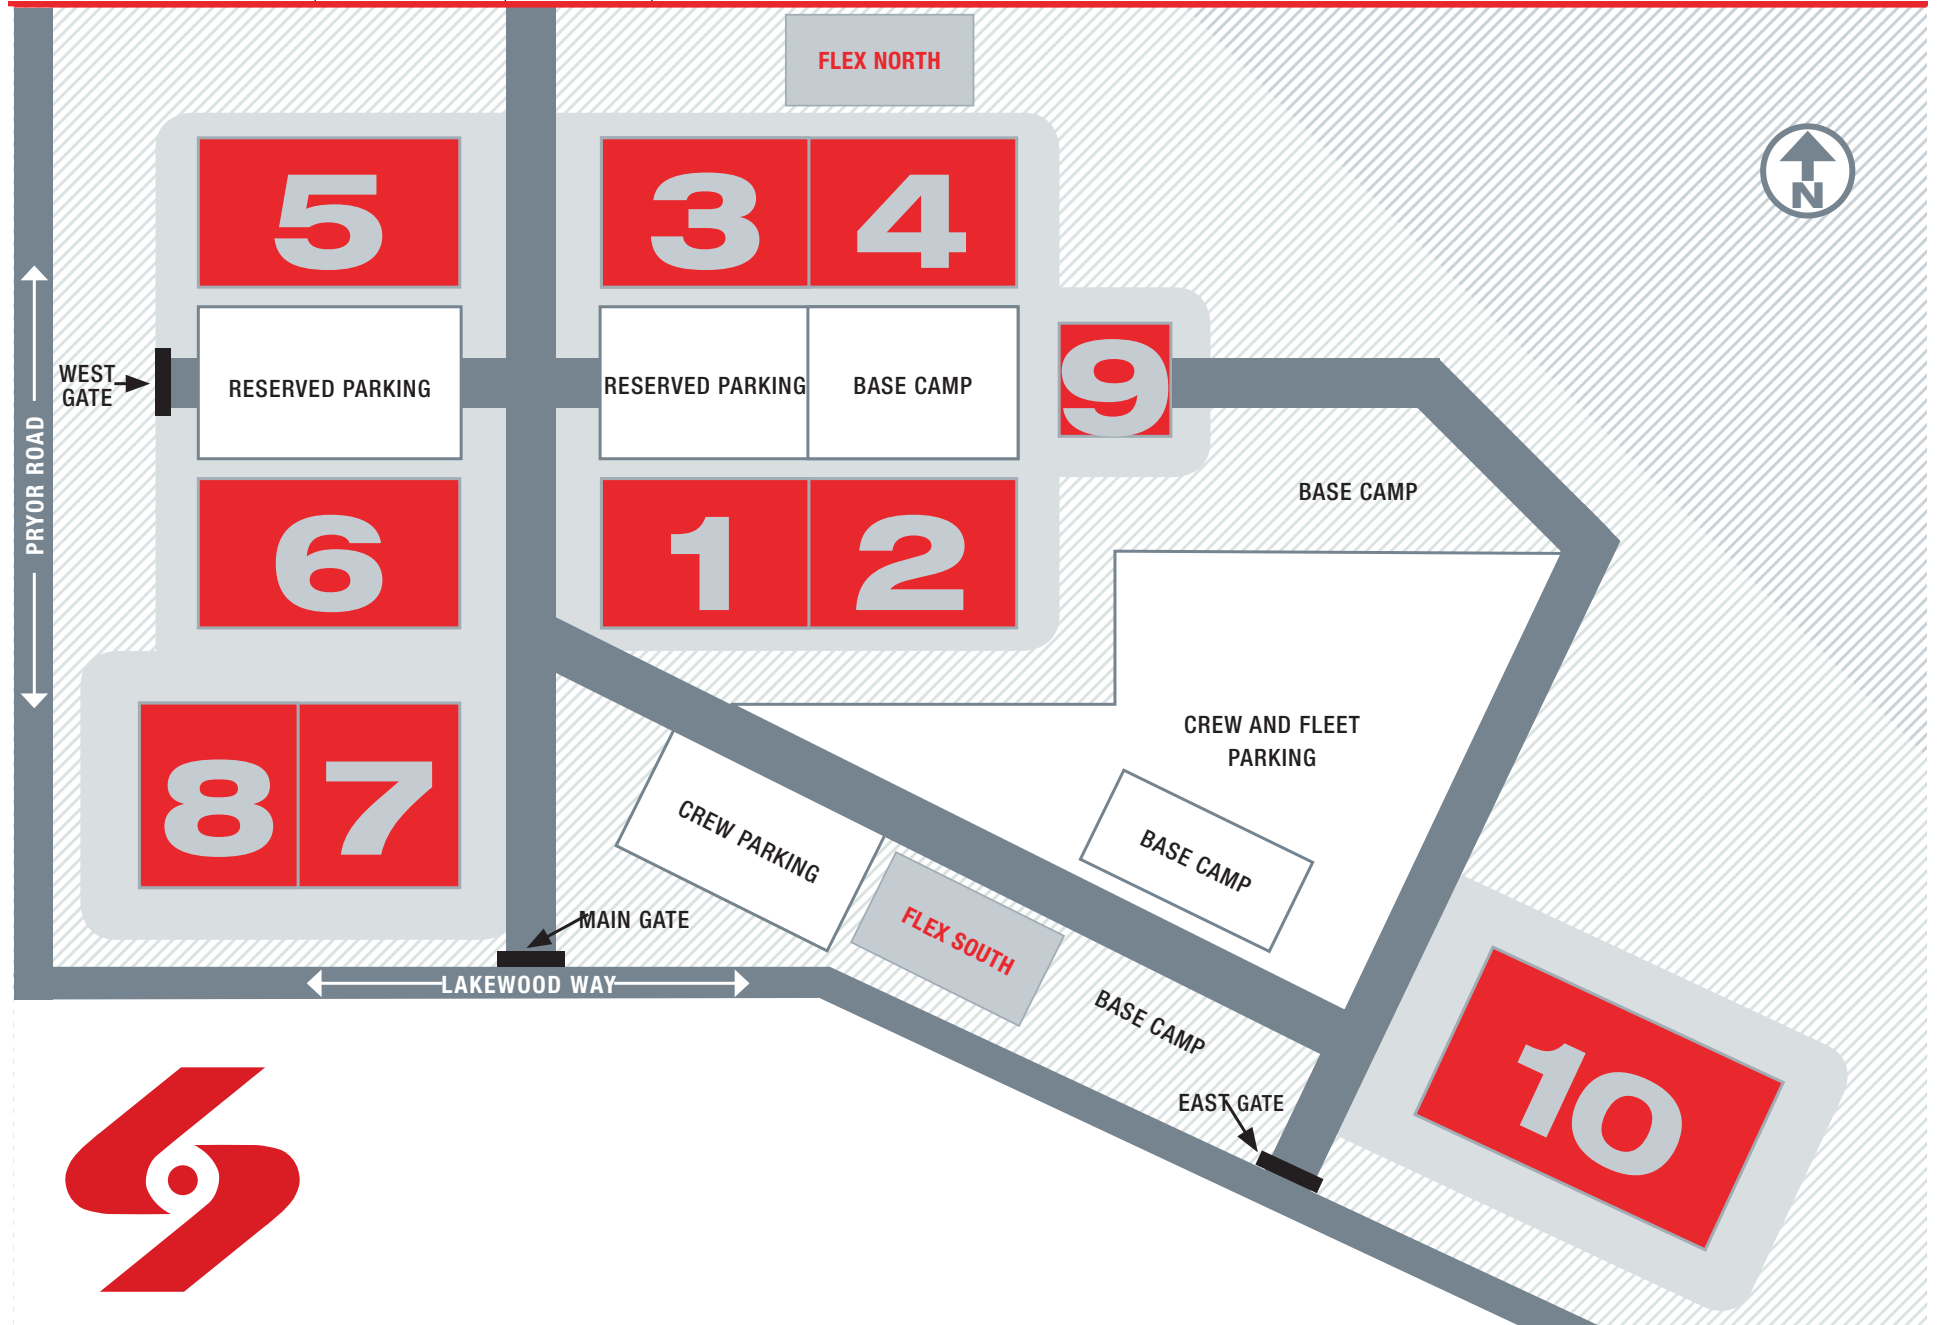 FLEX NORTH
5
3
4
N
WEST
GATE
RESERVED PARKING
RESERVED PARKING
BASE CAMP
9
PRYOR ROAD
BASE CAMP
6
1
2
8
7
CREW AND FLEET
PARKING
CREW PARKING
BASE CAMP
MAIN GATE
FLEX SOUTH
LAKEWOOD WAY
BASE CAMP
EAST GATE
10